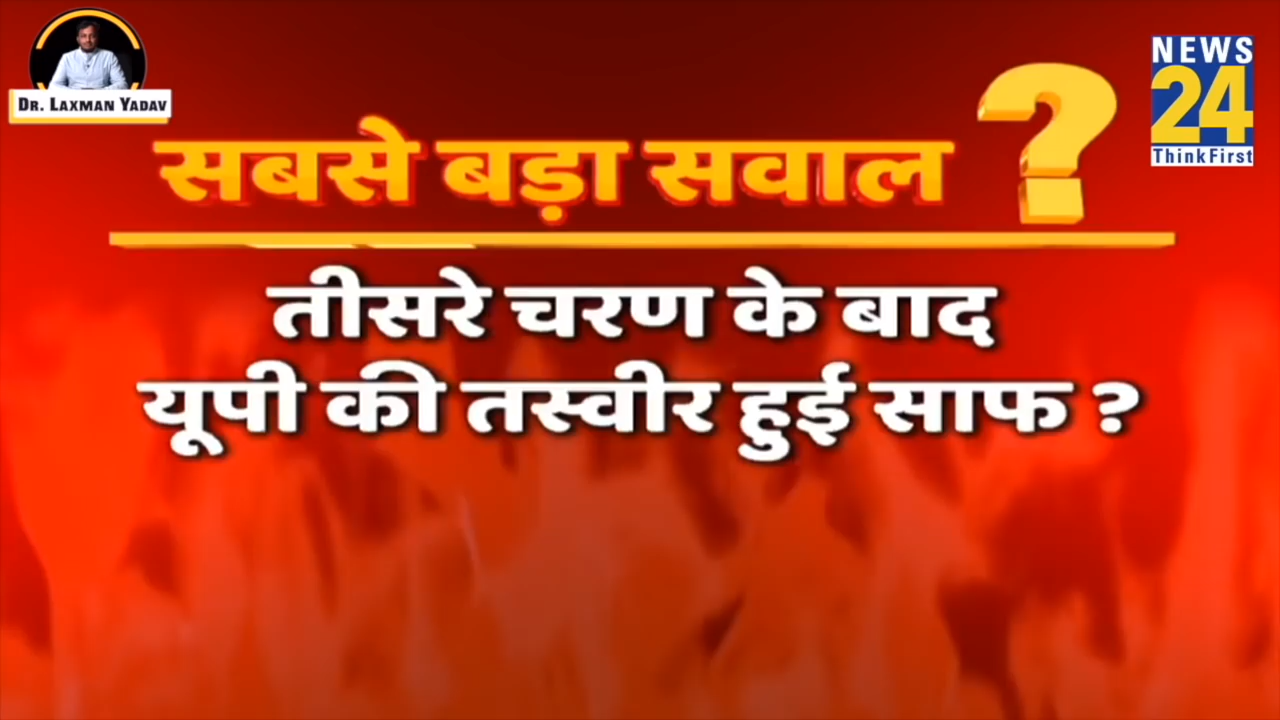 DR. LAXMAN YADAV
NEWS
24
ThinkFirst
सबसे बड़ा सवाल ?
तीसरे चरण के बाद
यूपी की तस्वीर हुई साफ ?